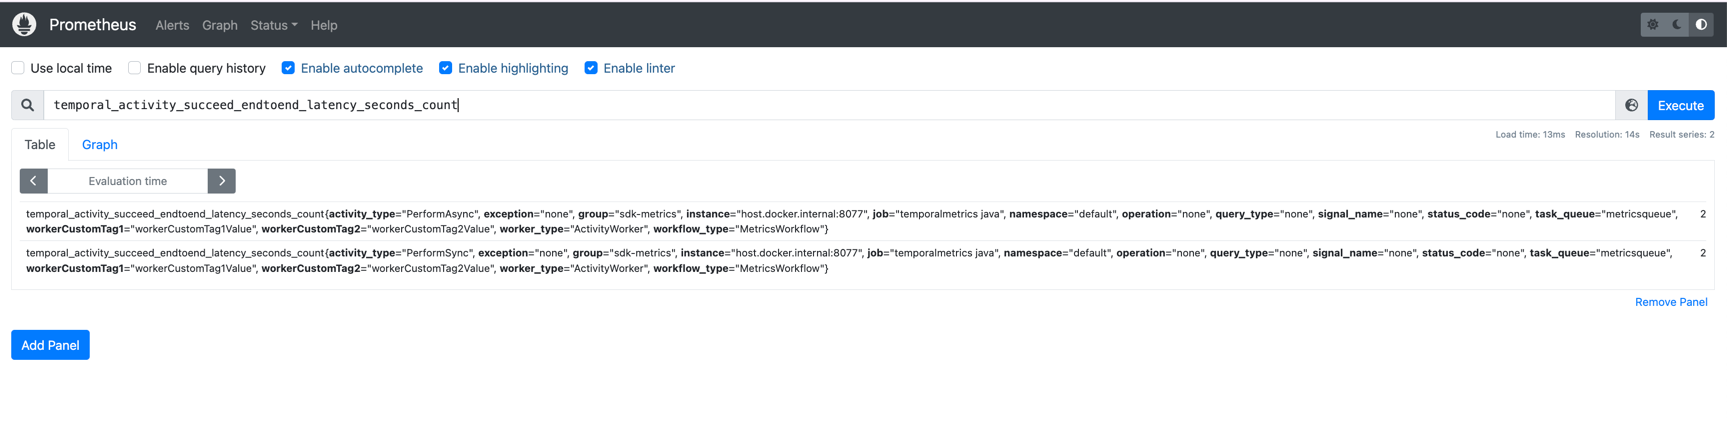 Prometheus Alerts Graph Status Help
Use local time Enable query history Enable autocomplete Enable highlighting Enable linter
temporal_activity_succeed_endtoend_latency_seconds_count Execute
Table Graph Load time: 13ms Resolution: 14s Result series: 2
Evaluation time
temporal_activity_succeed_endtoend_latency_seconds_count{activity_type="PerformAsync", exception="none", group="sdk-metrics", instance="host.docker.internal:8077", job="temporalmetrics java", namespace="default", operation="none", query_type="none", signal_name="none", status_code="none", task_queue="metricsqueue", 2
workerCustomTag1="workerCustomTag1Value", workerCustomTag2="workerCustomTag2Value", worker_type="ActivityWorker", workflow_type="MetricsWorkflow"}
temporal_activity_succeed_endtoend_latency_seconds_count{activity_type="PerformSync", exception="none", group="sdk-metrics", instance="host.docker.internal:8077", job="temporalmetrics java", namespace="default", operation="none", query_type="none", signal_name="none", status_code="none", task_queue="metricsqueue", 2
workerCustomTag1="workerCustomTag1Value", workerCustomTag2="workerCustomTag2Value", worker_type="ActivityWorker", workflow_type="MetricsWorkflow"}
Remove Panel
Add Panel